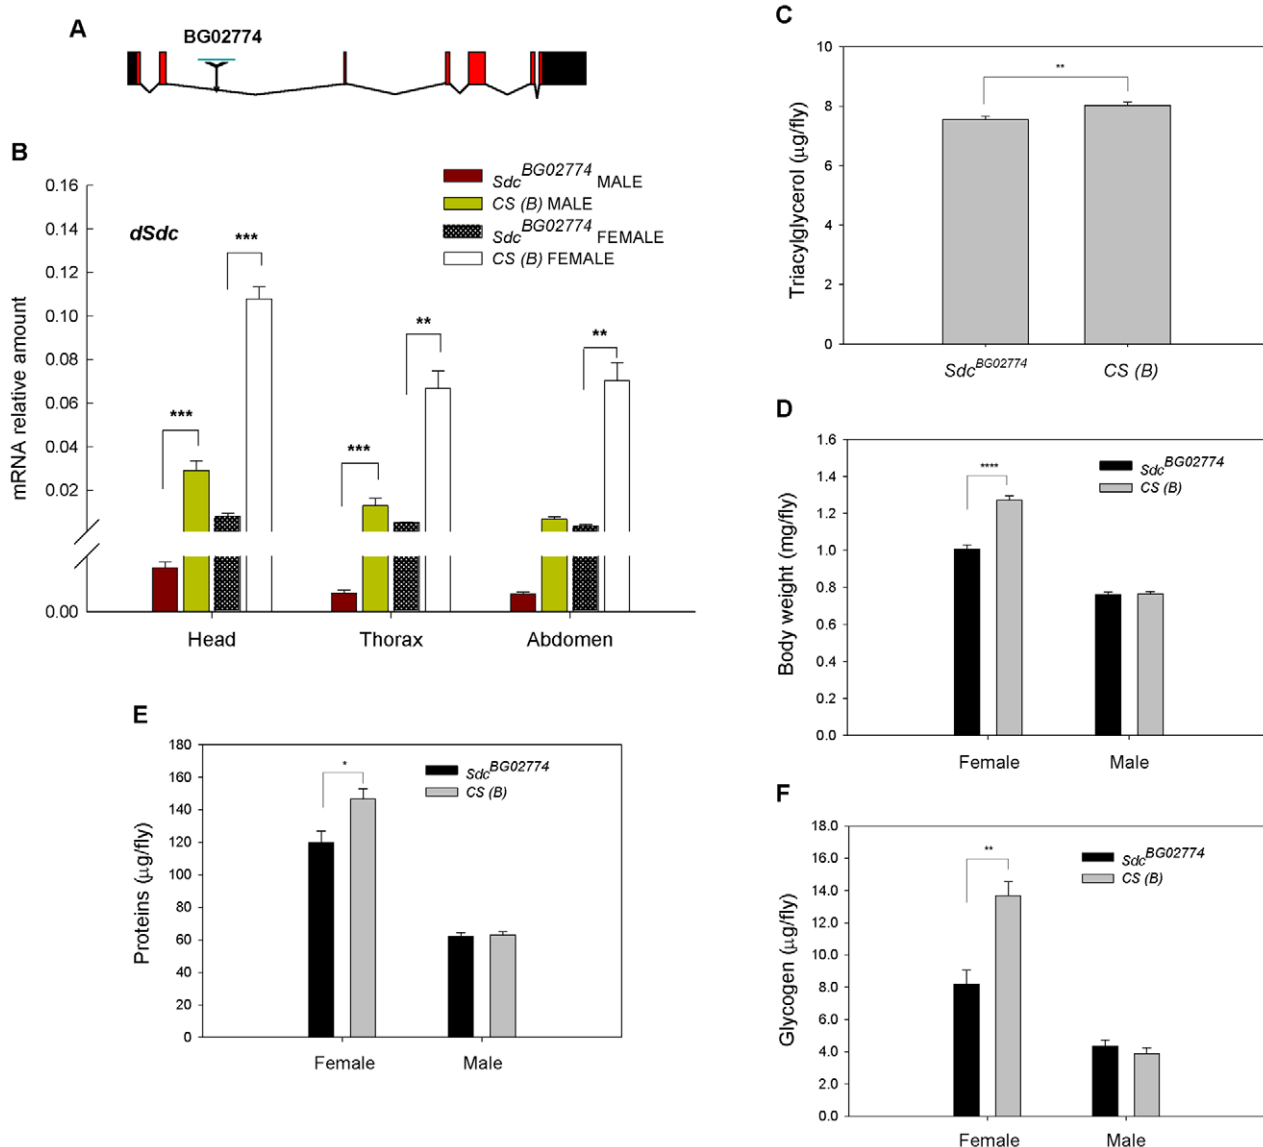 A
BG02774
B
dSdc
Sdc BG02774 MALE
CS (B) MALE
Sdc BG02774 FEMALE
CS (B) FEMALE
mRNA relative amount
0.16
0.14
0.12
0.10
0.08
0.06
0.04
0.02
0.00
***
***
***
**
**
Head
Thorax
Abdomen
C
Triacylglycerol (µg/fly)
10
8
6
4
2
0
**
Sdc BG02774
CS (B)
D
Body weight (mg/fly)
1.6
1.4
1.2
1.0
0.8
0.6
0.4
0.2
0.0
****
Sdc BG02774
CS (B)
Female
Male
E
Proteins (µg/fly)
180
160
140
120
100
80
60
40
20
0
*
Sdc BG02774
CS (B)
Female
Male
F
Glycogen (µg/fly)
18.0
16.0
14.0
12.0
10.0
8.0
6.0
4.0
2.0
0.0
**
Sdc BG02774
CS (B)
Female
Male